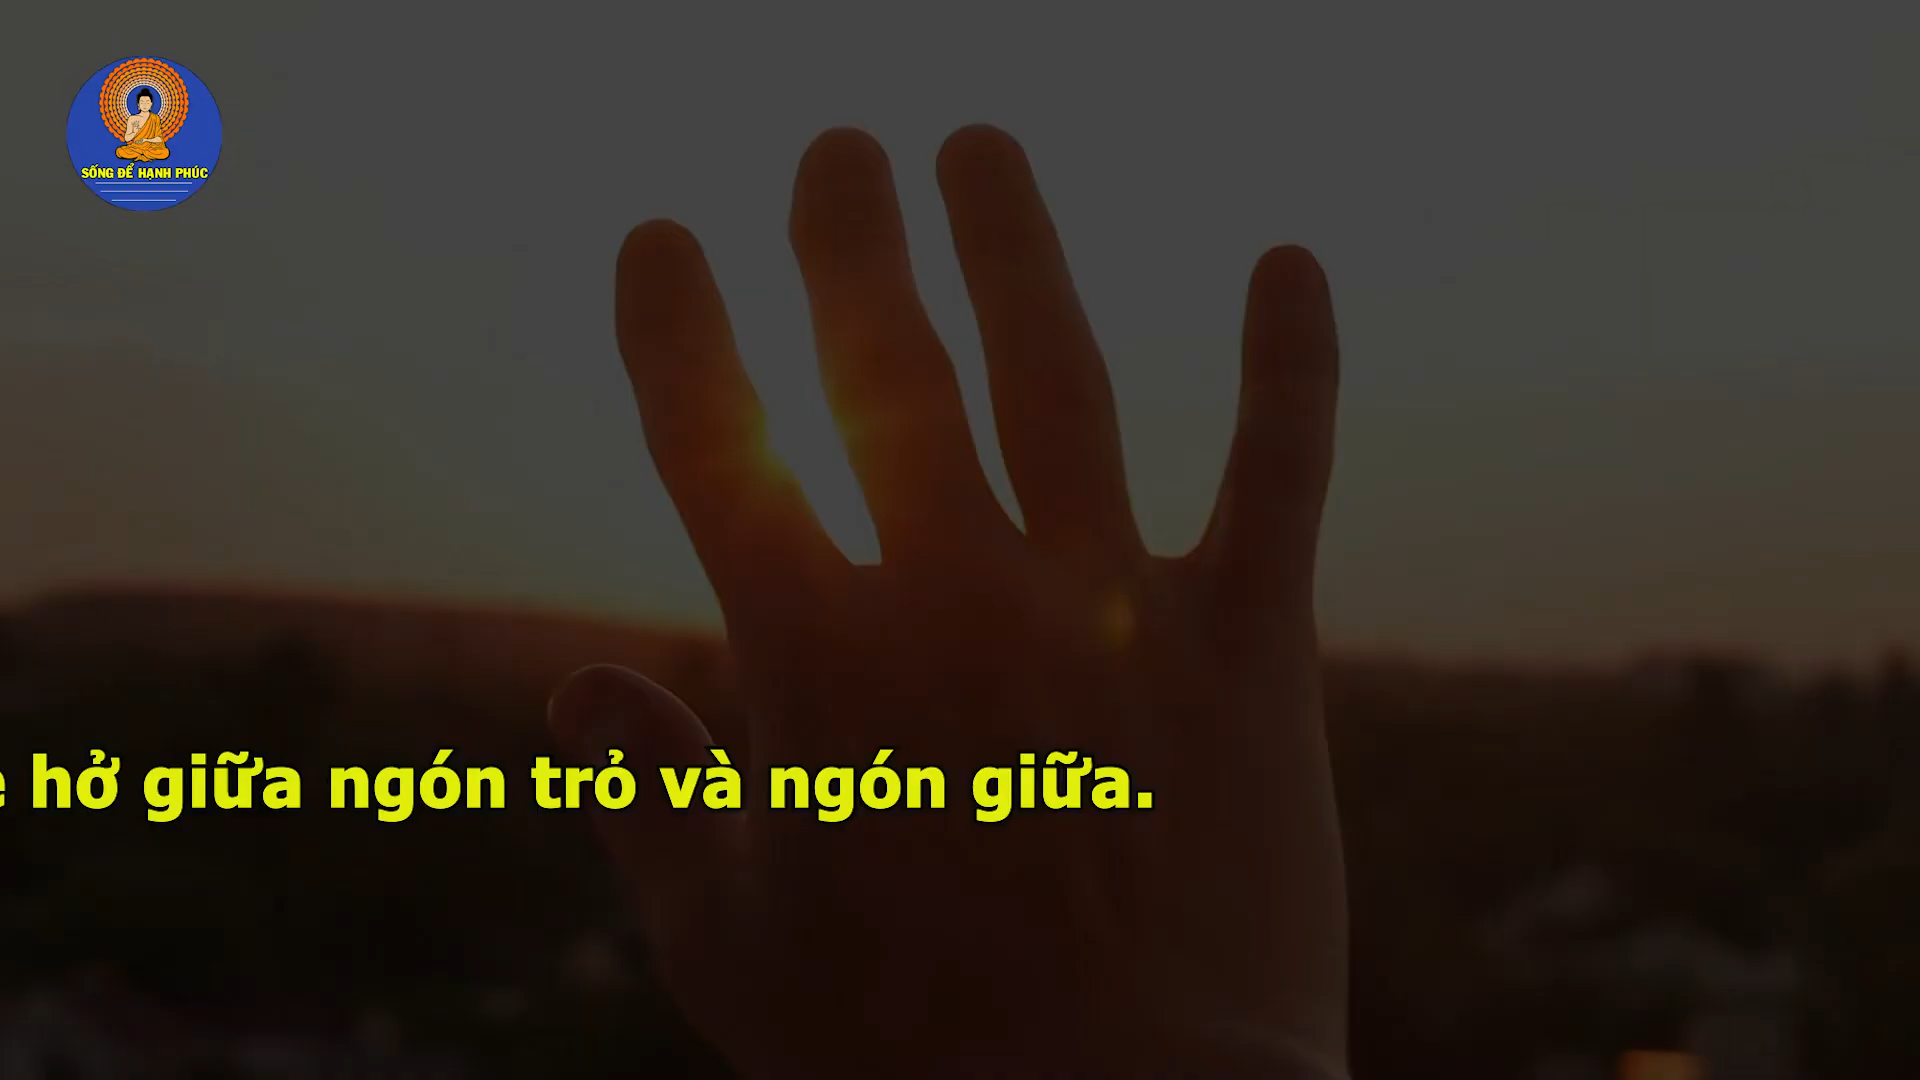 SỐNG ĐỂ HẠNH PHÚC
hở giữa ngón trỏ và ngón giữa.